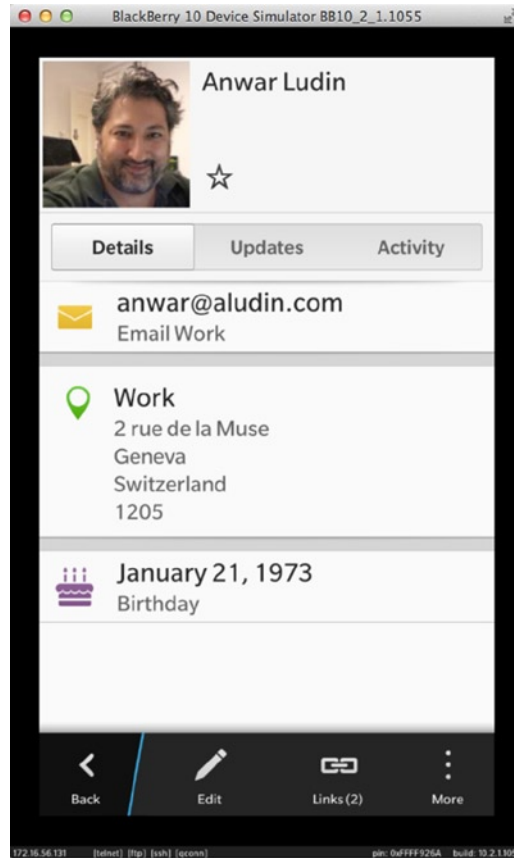 BlackBerry 10 Device Simulator BB10_2_1.1055
Anwar Ludin
Details Updates Activity
anwar@aludin.com
Email Work
Work
2 rue de la Muse
Geneva
Switzerland
1205
January 21, 1973
Birthday
Back Edit Links (2) More
172.16.56.131 [telnet] [ftp] [ssh] [qconn] pin: 0xFFFF926A build: 10.2.1.105